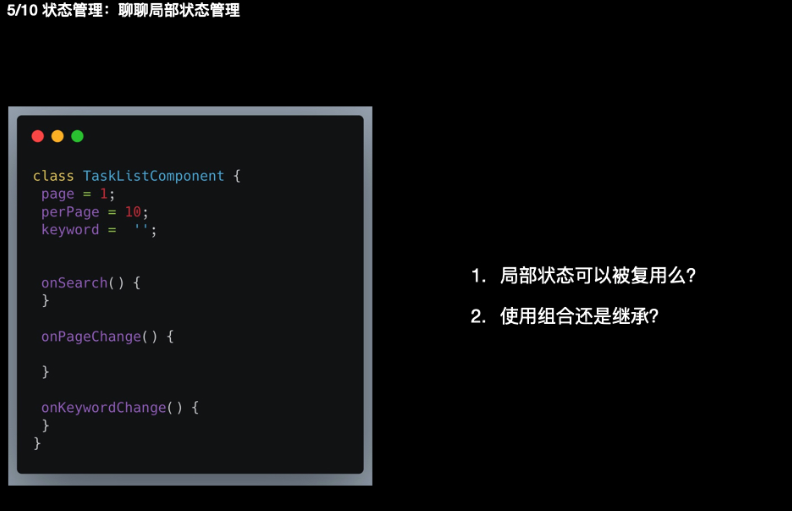 5/10 状态管理：聊聊局部状态管理
class TaskListComponent {
page = 1;
perPage = 10;
keyword =  '';
onSearch() {
}
onPageChange() {
}
onKeywordChange() {
}
}
1. 局部状态可以被复用么?
2. 使用组合还是继承?